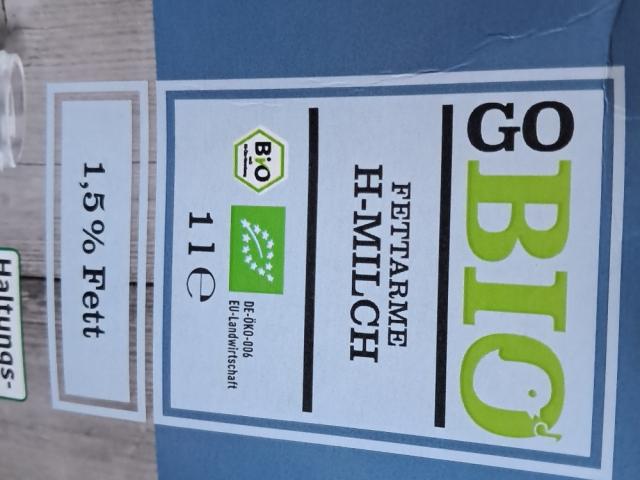 GO
BIO
FETTARME
H-MILCH
Bio
DE-ÖKO-006
EU-Landwirtschaft
1 l e
1,5 % Fett
Haltungs-